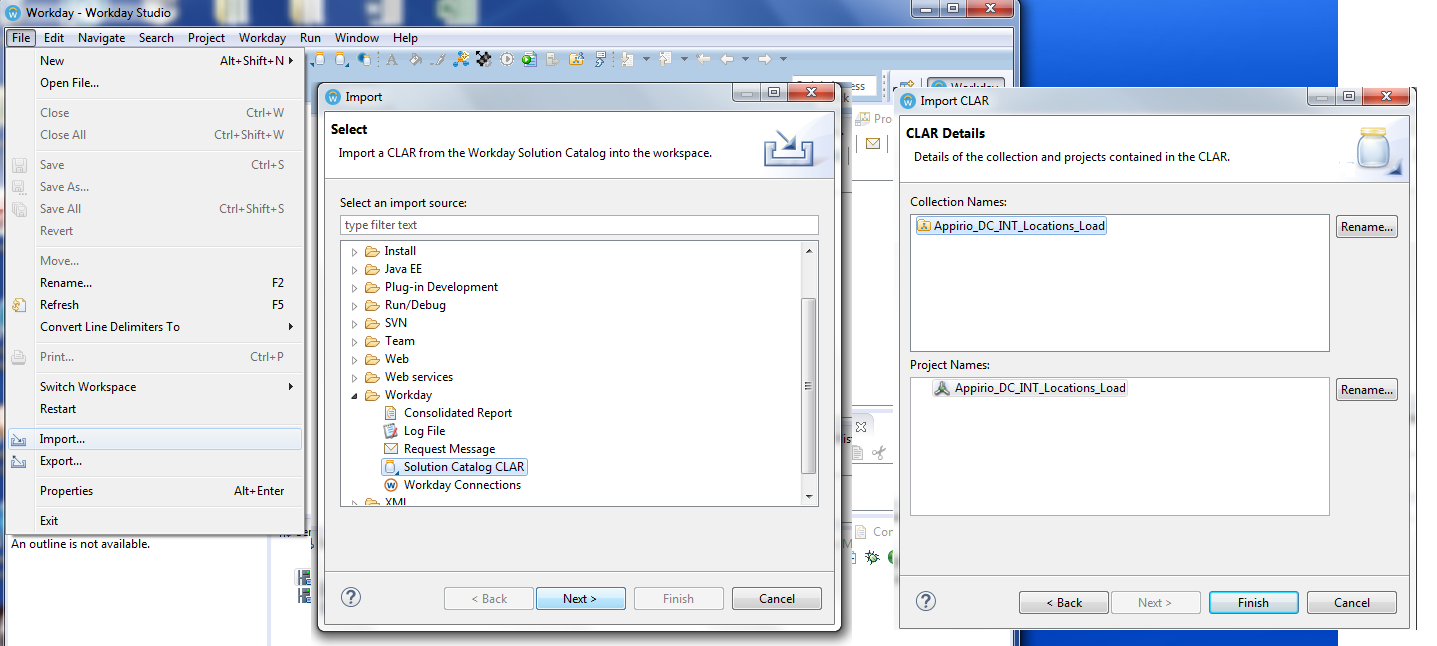 Workday - Workday Studio
File Edit Navigate Search Project Workday Run Window Help
New Alt+Shift+N
Open File...
Close Ctrl+W
Close All Ctrl+Shift+W
Save Ctrl+S
Save As...
Save All Ctrl+Shift+S
Revert
Move...
Rename... F2
Refresh F5
Convert Line Delimiters To
Print... Ctrl+P
Switch Workspace
Restart
Import...
Export...
Properties Alt+Enter
Exit
An outline is not available.
Import
Select
Import a CLAR from the Workday Solution Catalog into the workspace.
Select an import source:
type filter text
Install
Java EE
Plug-in Development
Run/Debug
SVN
Team
Web
Web services
Workday
Consolidated Report
Log File
Request Message
Solution Catalog CLAR
Workday Connections
XML
< Back Next > Finish Cancel
Workday
Import CLAR
CLAR Details
Details of the collection and projects contained in the CLAR.
Collection Names:
Appirio_DC_INT_Locations_Load
Rename...
Project Names:
Appirio_DC_INT_Locations_Load
Rename...
< Back Next > Finish Cancel